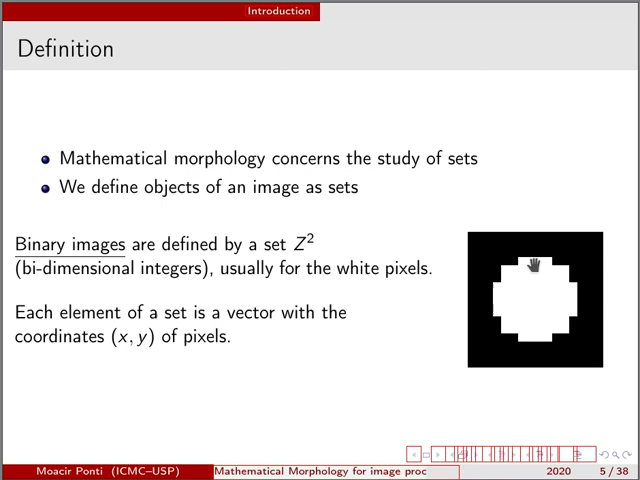 Introduction
Definition
Mathematical morphology concerns the study of sets
We define objects of an image as sets
Binary images are defined by a set Z²
(bi-dimensional integers), usually for the white pixels.
Each element of a set is a vector with the
coordinates (x, y) of pixels.
Moacir Ponti (ICMC–USP) Mathematical Morphology for image proc 2020 5 / 38